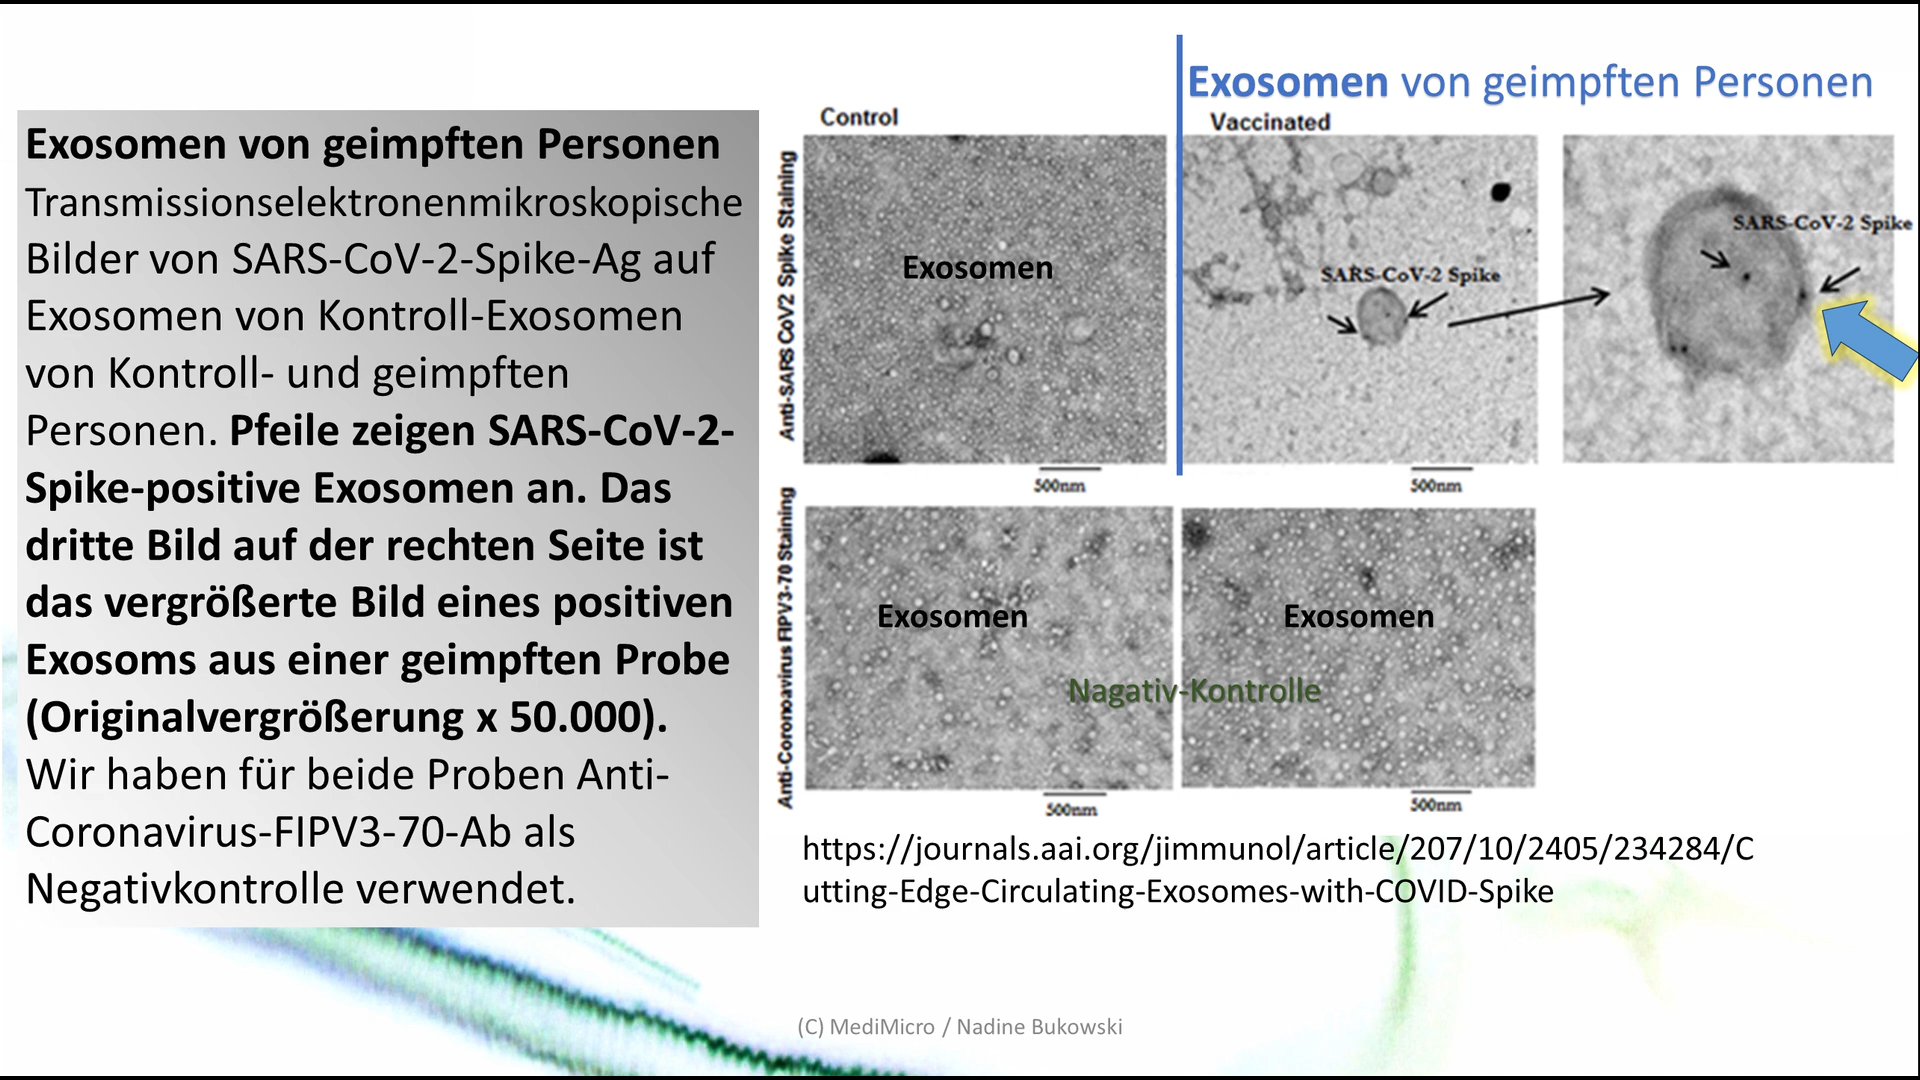 Exosomen von geimpften Personen
Exosomen von geimpften Personen
Transmissionselektronenmikroskopische
Bilder von SARS-CoV-2-Spike-Ag auf
Exosomen von Kontroll-Exosomen
von Kontroll- und geimpften
Personen. Pfeile zeigen SARS-CoV-2-
Spike-positive Exosomen an. Das
dritte Bild auf der rechten Seite ist
das vergrößerte Bild eines positiven
Exosoms aus einer geimpften Probe
(Originalvergrößerung x 50.000).
Wir haben für beide Proben Anti-
Coronavirus-FIPV3-70-Ab als
Negativkontrolle verwendet.
Control
Vaccinated
Anti-SARS CoV2 Spike Staining
Exosomen
SARS-CoV-2 Spike
SARS-CoV-2 Spike
500nm
500nm
Anti-Coronoavirus FIPV3-70 Staining
Exosomen
Exosomen
Nagativ-Kontrolle
500nm
500nm
https://journals.aai.org/jimmunol/article/207/10/2405/234284/C
utting-Edge-Circulating-Exosomes-with-COVID-Spike
(C) MediMicro / Nadine Bukowski